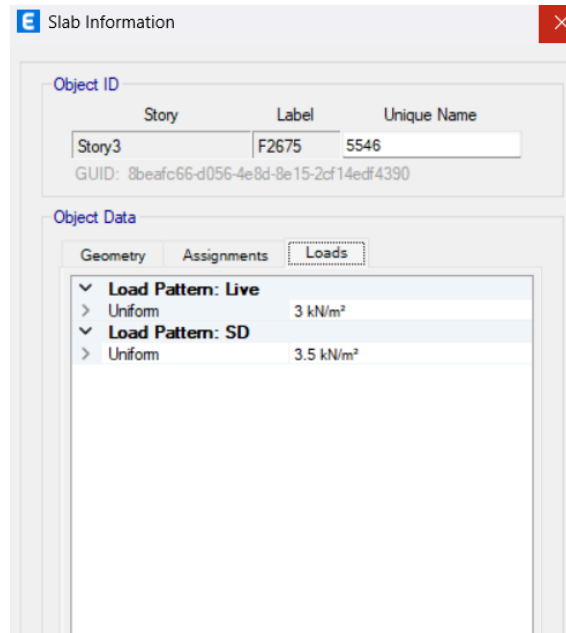 E Slab Information
Object ID
Story Label Unique Name
Story3 F2675 5546
GUID: 8beafc66-d056-4e8d-8e15-2cf14edf4390
Object Data
Geometry Assignments Loads
Load Pattern: Live
Uniform 3 kN/m²
Load Pattern: SD
Uniform 3.5 kN/m²